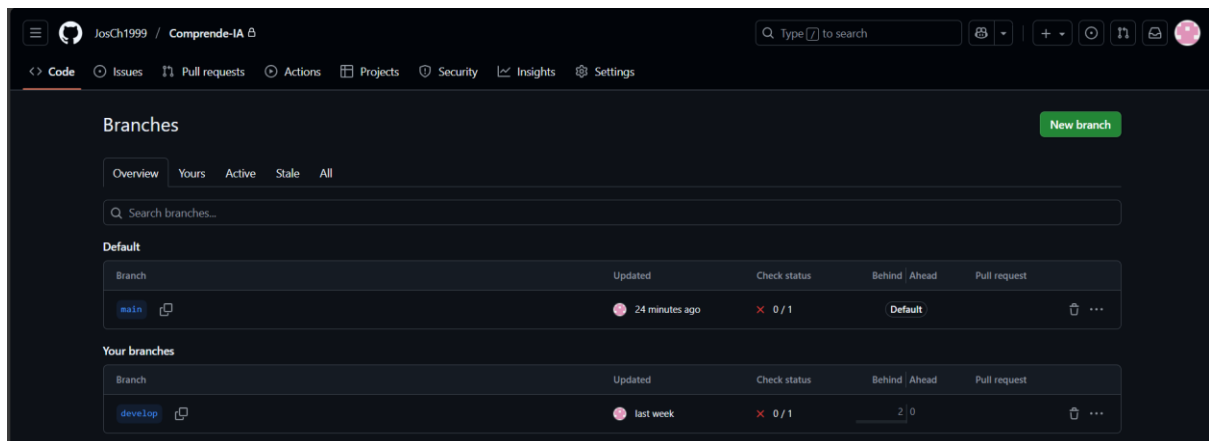 JosCh1999 / Comprende-IA
Type / to search
Code Issues Pull requests Actions Projects Security Insights Settings
Branches
New branch
Overview Yours Active Stale All
Search branches...
Default
Branch Updated Check status Behind Ahead Pull request
main 24 minutes ago 0 / 1 Default
Your branches
Branch Updated Check status Behind Ahead Pull request
develop last week 0 / 1 2 0